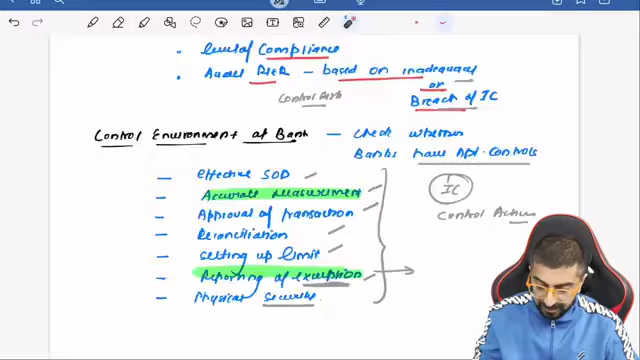 • level of Compliance
• Audit Risk – based on inadequacy
or
Control Risk
Breach of IC
Control Environment at Bank – Check whether
Banks have Apt. Controls
– effective SOD
– Accurate measurement
IC
– Approval of transaction
Control Action
– Reconciliation
– Setting up limit
– Reporting of exception
– Physical Security.